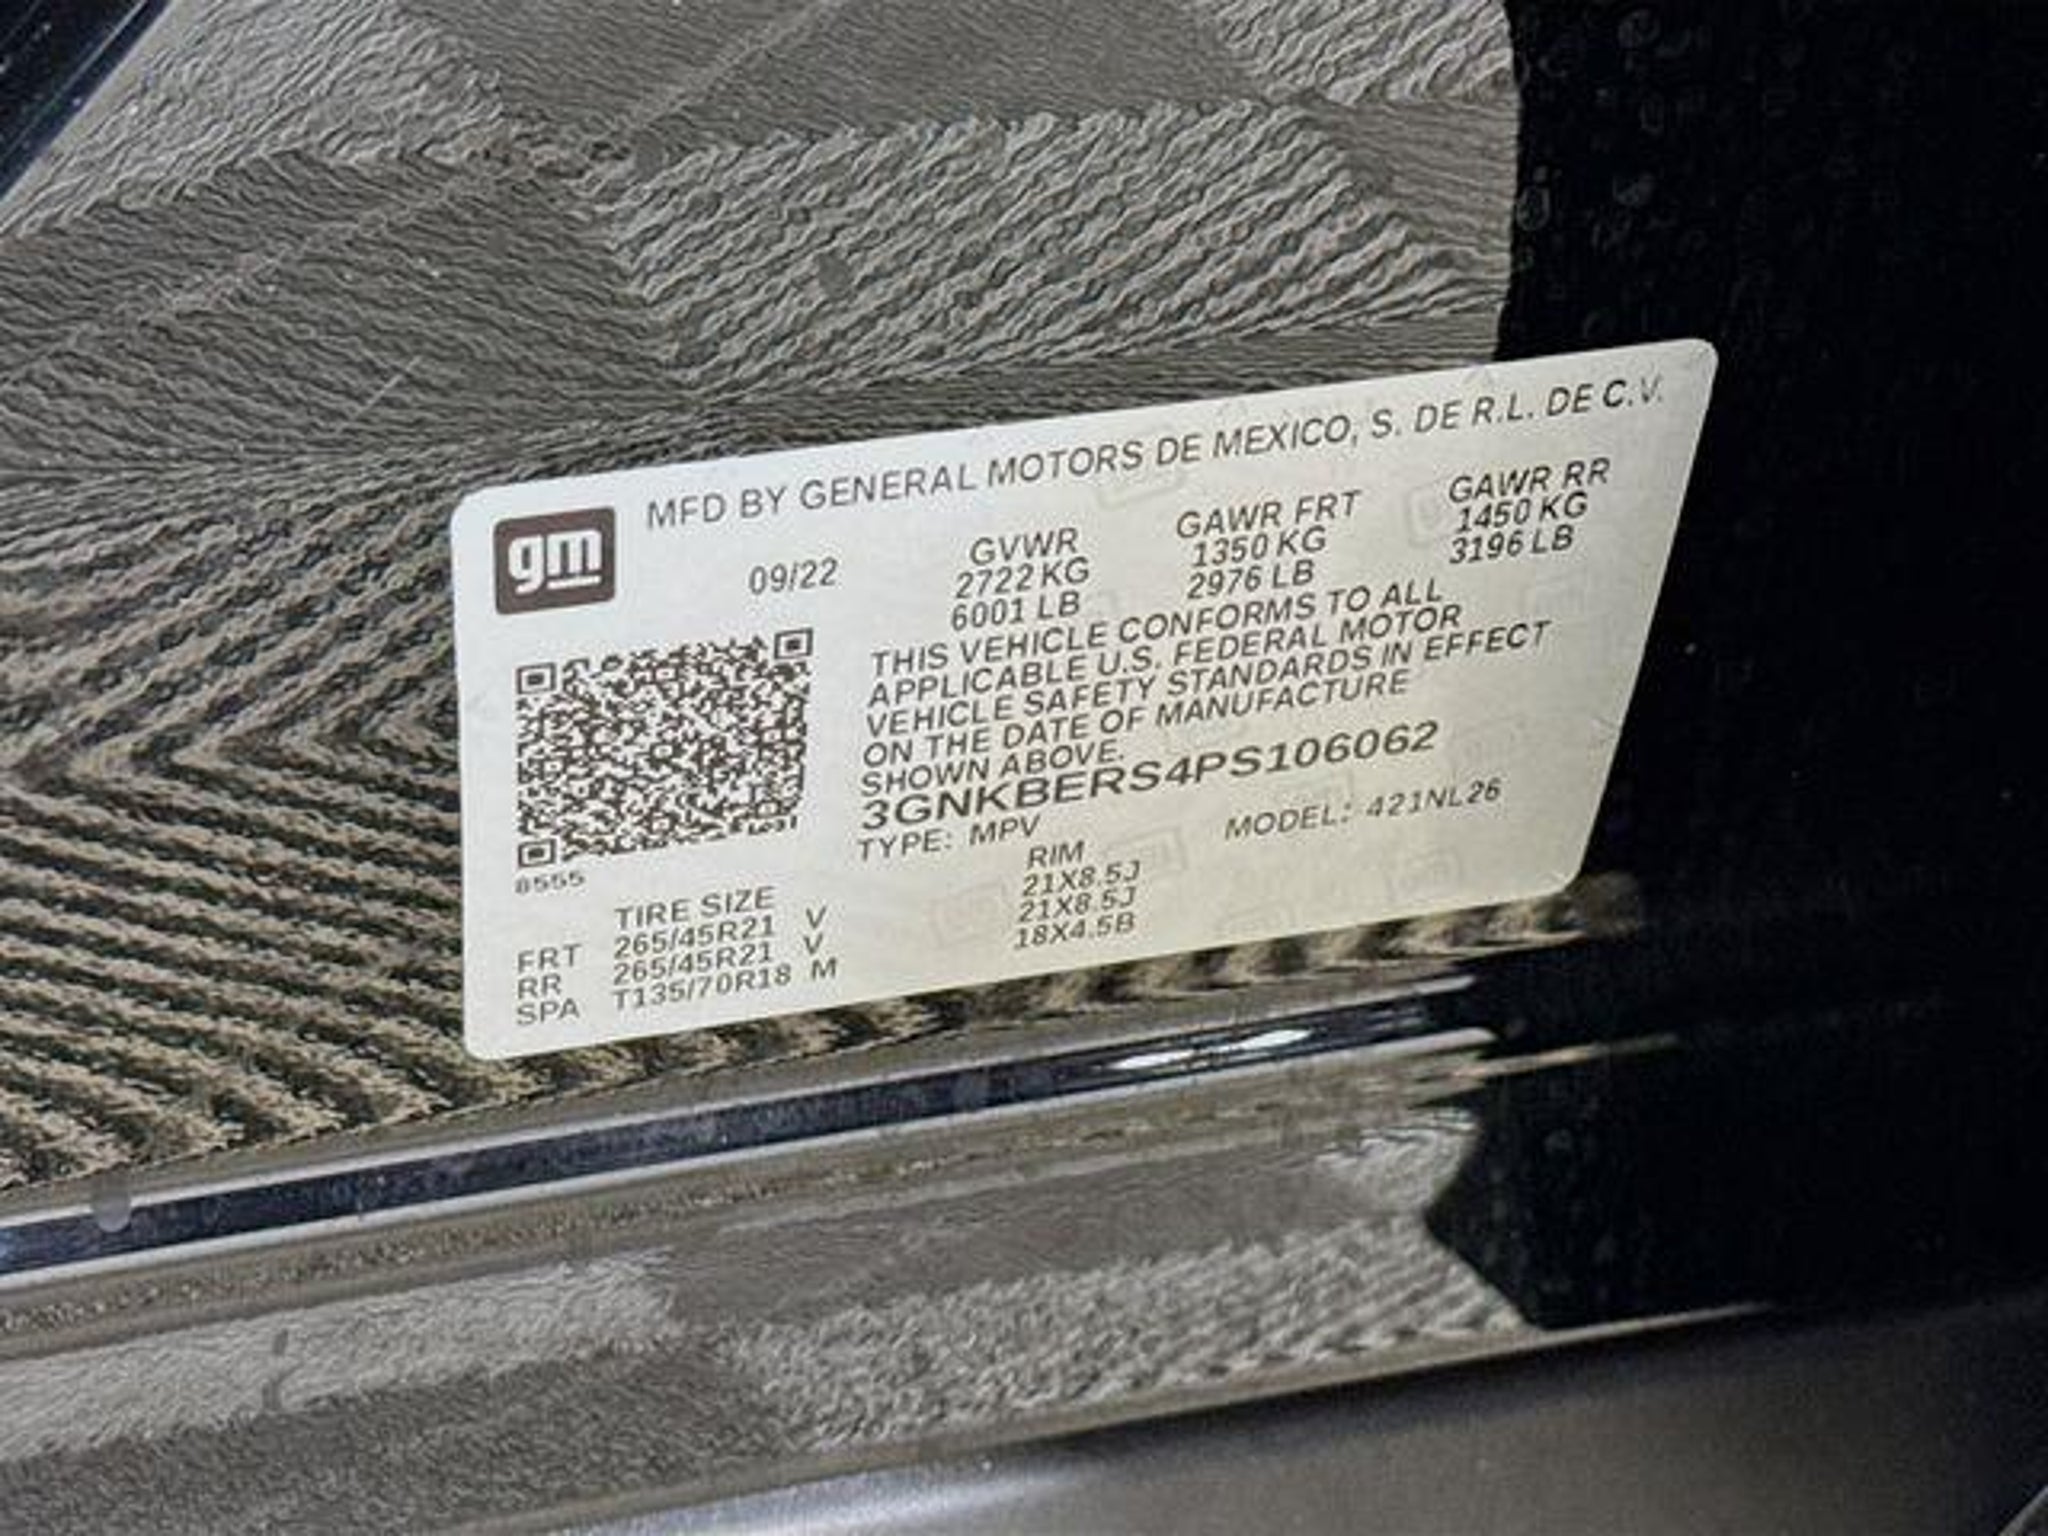 gm
MFD BY GENERAL MOTORS DE MEXICO, S. DE R.L. DE C.V.
09/22
GVWR GAWR FRT GAWR RR
2722 KG 1350 KG 1450 KG
6001 LB 2976 LB 3196 LB
THIS VEHICLE CONFORMS TO ALL
APPLICABLE U.S. FEDERAL MOTOR
VEHICLE SAFETY STANDARDS IN EFFECT
ON THE DATE OF MANUFACTURE
SHOWN ABOVE.
3GNKBERS4PS106062
TYPE: MPV MODEL: 421NL26
8555
TIRE SIZE RIM
FRT 265/45R21 V 21X8.5J
RR 265/45R21 V 21X8.5J
SPA T135/70R18 M 18X4.5B